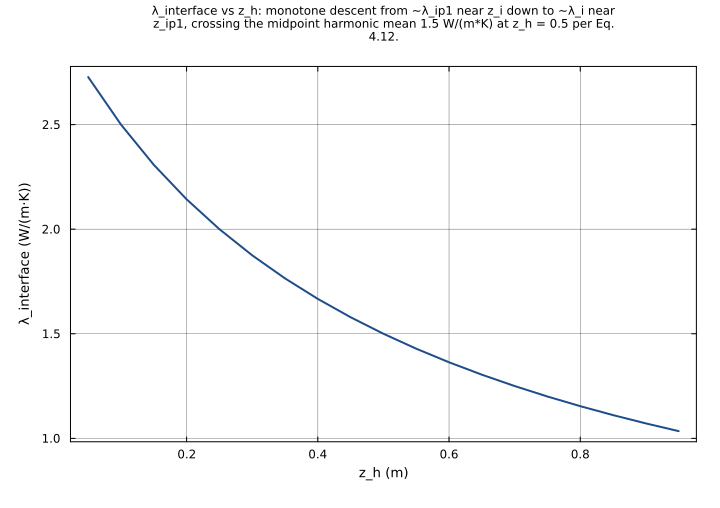 λ_interface vs z_h: monotone descent from ~λ_ip1 near z_i down to ~λ_i near
z_ip1, crossing the midpoint harmonic mean 1.5 W/(m*K) at z_h = 0.5 per Eq.
4.12.
λ_interface (W/(m·K))
2.5
2.0
1.5
1.0
0.2
0.4
0.6
0.8
z_h (m)